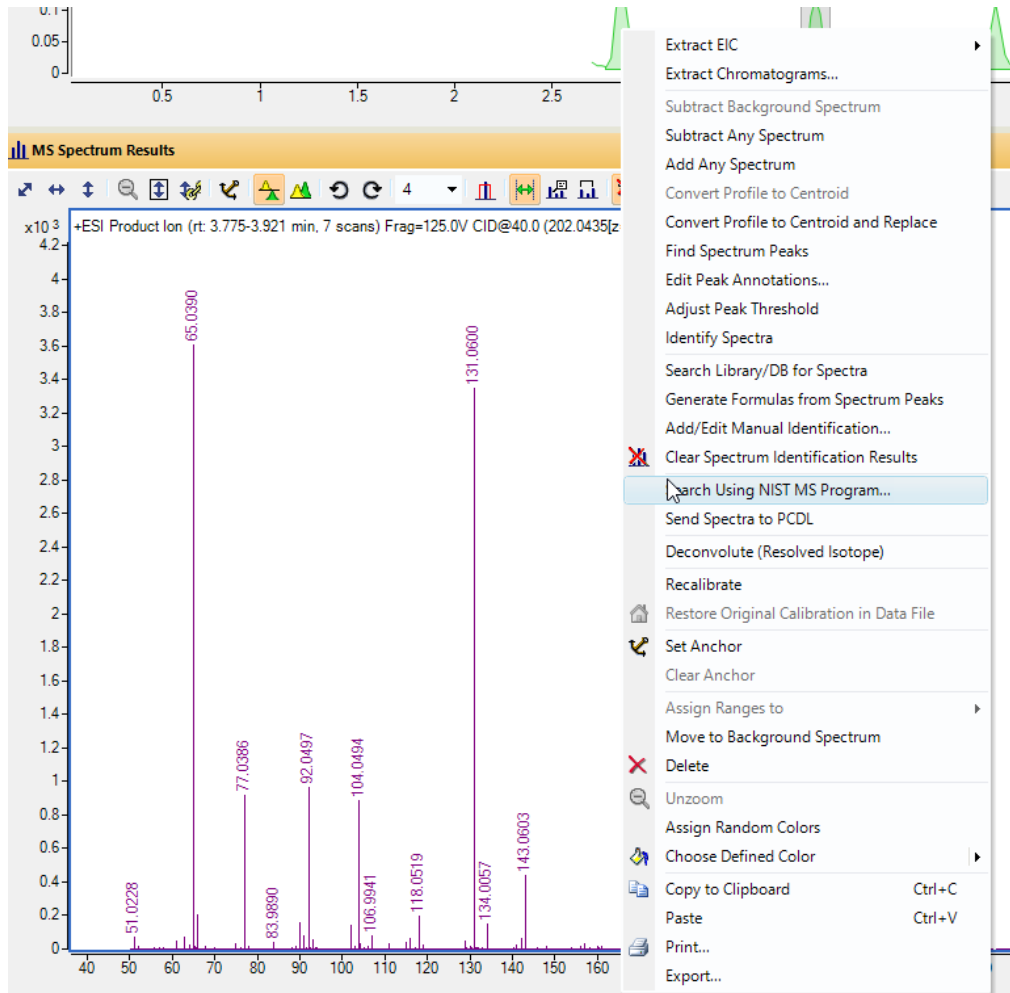 0.1
0.05
0
0.5 1 1.5 2 2.5
MS Spectrum Results
4
x10 3
+ESI Product Ion (rt: 3.775-3.921 min, 7 scans) Frag=125.0V CID@40.0 (202.0435[z
4.2
4
3.8
3.6
3.4
3.2
3
2.8
2.6
2.4
2.2
2
1.8
1.6
1.4
1.2
1
0.8
0.6
0.4
0.2
0
51.0228
65.0390
77.0386
83.9890
92.0497
104.0494
106.9941
118.0519
131.0600
134.0057
143.0603
40 50 60 70 80 90 100 110 120 130 140 150 160
Extract EIC
Extract Chromatograms...
Subtract Background Spectrum
Subtract Any Spectrum
Add Any Spectrum
Convert Profile to Centroid
Convert Profile to Centroid and Replace
Find Spectrum Peaks
Edit Peak Annotations...
Adjust Peak Threshold
Identify Spectra
Search Library/DB for Spectra
Generate Formulas from Spectrum Peaks
Add/Edit Manual Identification...
Clear Spectrum Identification Results
Search Using NIST MS Program...
Send Spectra to PCDL
Deconvolute (Resolved Isotope)
Recalibrate
Restore Original Calibration in Data File
Set Anchor
Clear Anchor
Assign Ranges to
Move to Background Spectrum
Delete
Unzoom
Assign Random Colors
Choose Defined Color
Copy to Clipboard Ctrl+C
Paste Ctrl+V
Print...
Export...